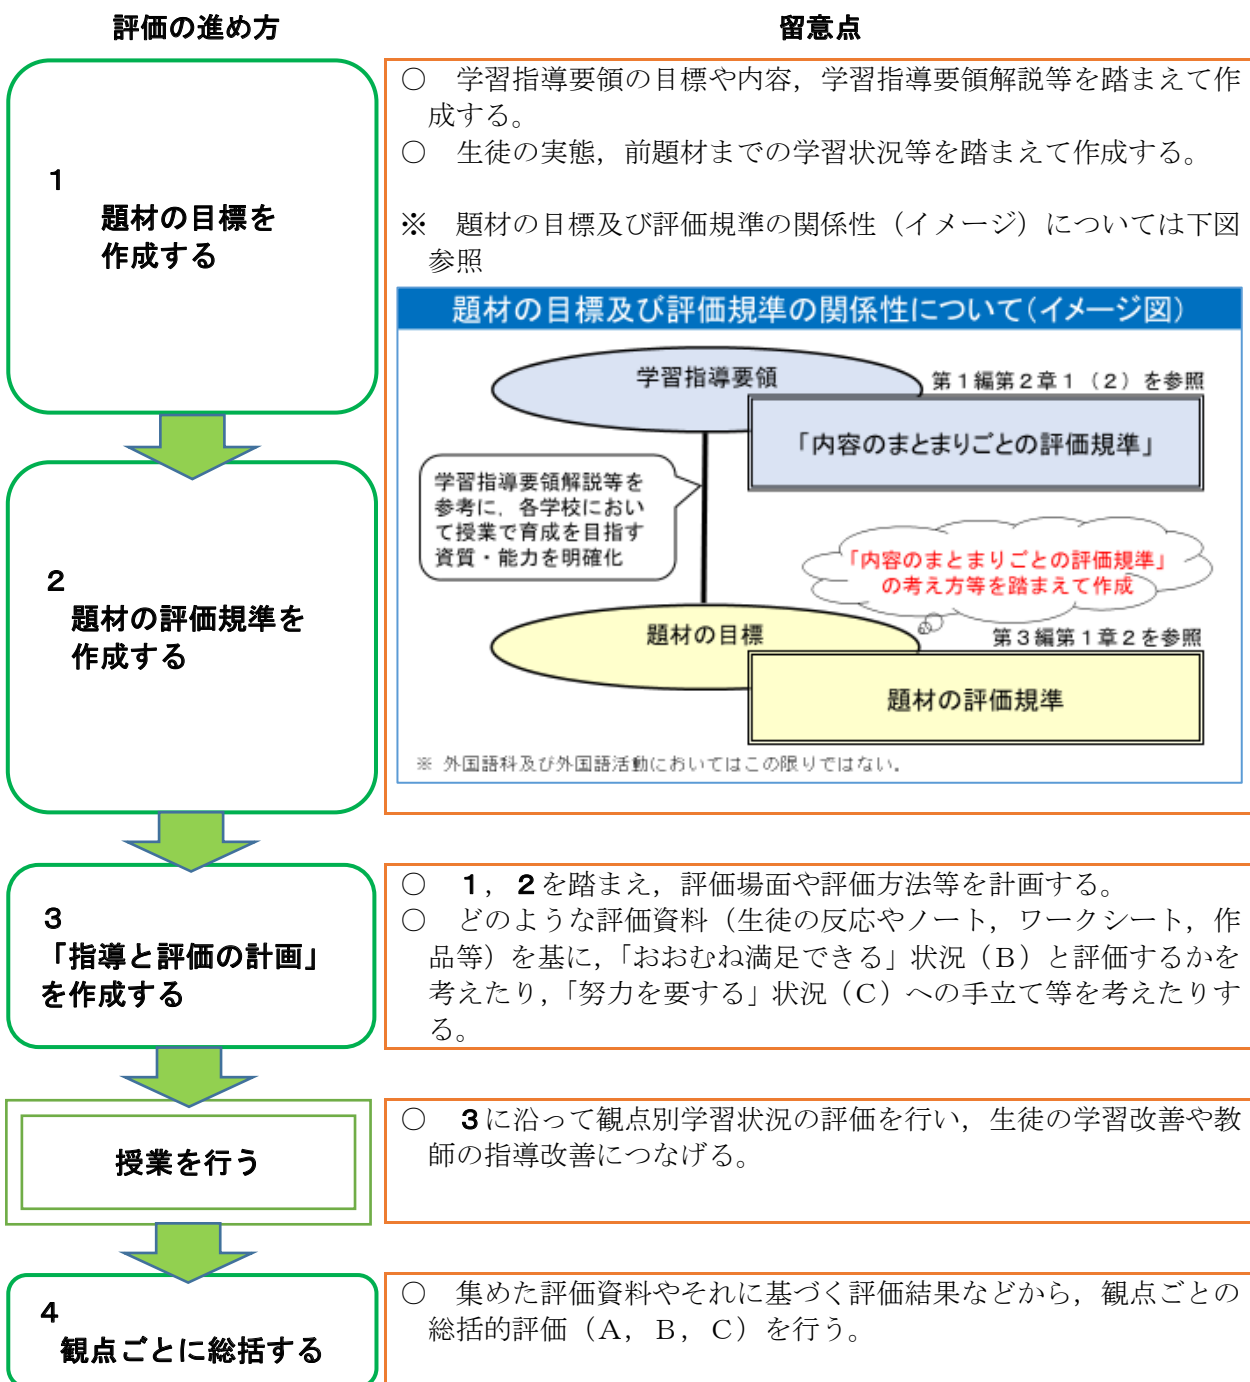 評価の進め方
留意点
1
題材の目標を
作成する
○　学習指導要領の目標や内容，学習指導要領解説等を踏まえて作
成する。
○　生徒の実態，前題材までの学習状況等を踏まえて作成する。
※　題材の目標及び評価規準の関係性（イメージ）については下図
参照
題材の目標及び評価規準の関係性について（イメージ図）
学習指導要領
第１編第２章１（２）を参照
「内容のまとまりごとの評価規準」
学習指導要領解説等を
参考に，各学校におい
て授業で育成を目指す
資質・能力を明確化
「内容のまとまりごとの評価規準」
の考え方等を踏まえて作成
題材の目標
第３編第１章２を参照
題材の評価規準
※ 外国語科及び外国語活動においてはこの限りではない。
2
題材の評価規準を
作成する
3
「指導と評価の計画」
を作成する
○　１，２を踏まえ，評価場面や評価方法等を計画する。
○　どのような評価資料（生徒の反応やノート，ワークシート，作
品等）を基に，「おおむね満足できる」状況（Ｂ）と評価するかを
考えたり，「努力を要する」状況（Ｃ）への手立て等を考えたりす
る。
授業を行う
○　３に沿って観点別学習状況の評価を行い，生徒の学習改善や教
師の指導改善につなげる。
4
観点ごとに総括する
○　集めた評価資料やそれに基づく評価結果などから，観点ごとの
総括的評価（Ａ，Ｂ，Ｃ）を行う。